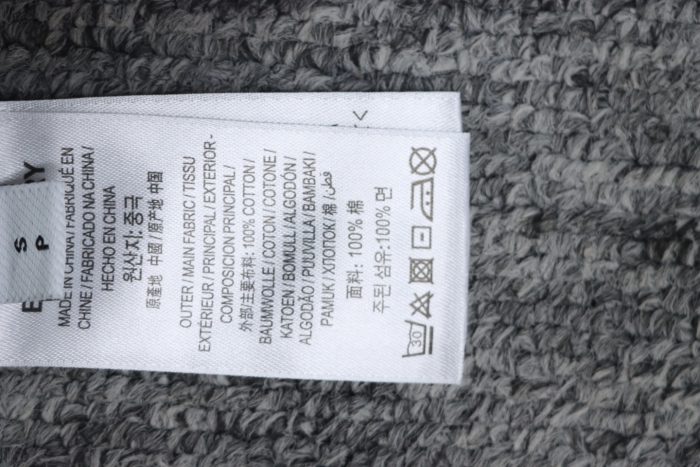 S
P
MADE IN CHINA / FABRIQUÉ EN
CHINE / FABRICADO NA CHINA /
HECHO EN CHINA
원산지: 중국
原産地 中國 / 原产地 中国
OUTER / MAIN FABRIC / TISSU
EXTÉRIEUR / PRINCIPAL / EXTERIOR -
COMPOSICIÓN PRINCIPAL /
外部/主要布料: 100% COTTON /
BAUMWOLLE / COTON / COTONE /
KATOEN / BOMULL / ALGODÓN /
ALGODÃO / PUUVILLA / BAMBAKI /
PAMUK / ХЛОПОК / 棉 / قطن
面料: 100% 棉
주된 섬유:100% 면
30